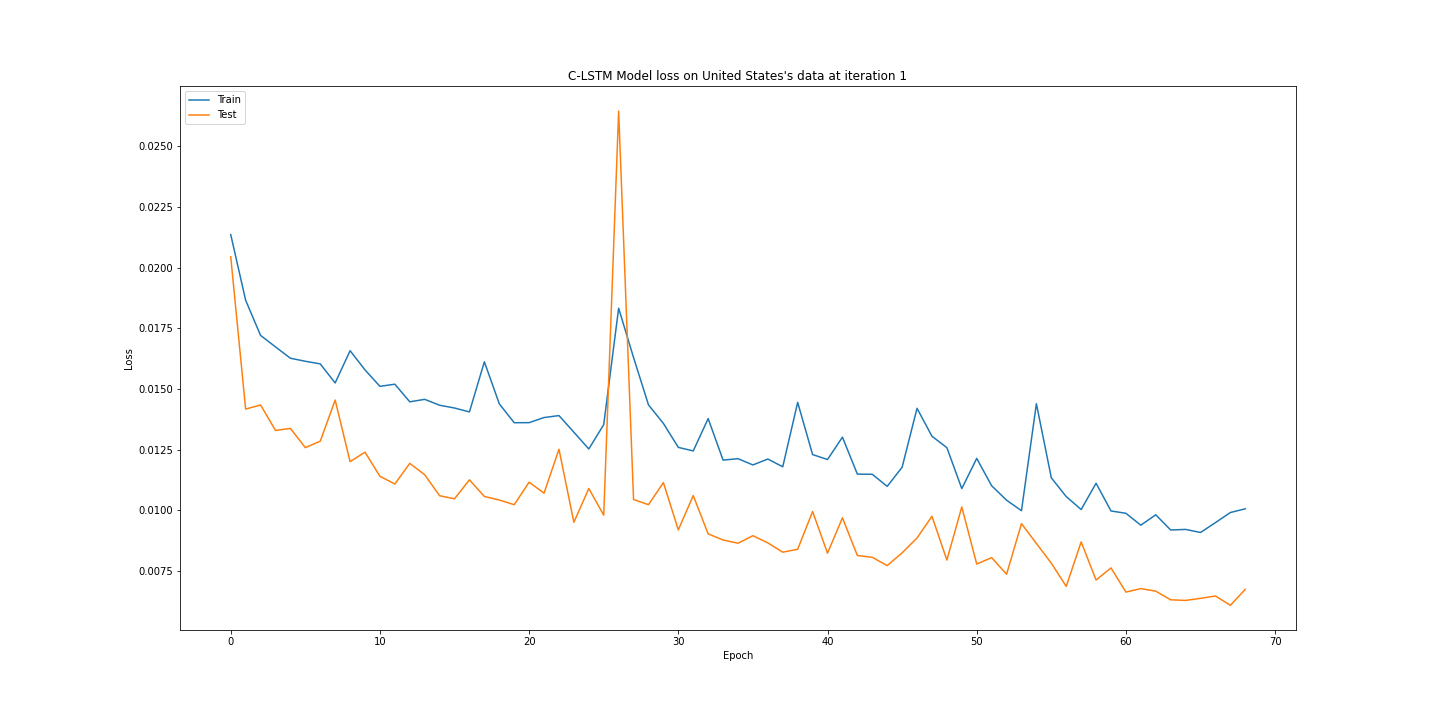 C-LSTM Model loss on United States's data at iteration 1
Train
Test
0.0250
0.0225
0.0200
0.0175
0.0150
0.0125
0.0100
0.0075
Loss
0 10 20 30 40 50 60 70
Epoch